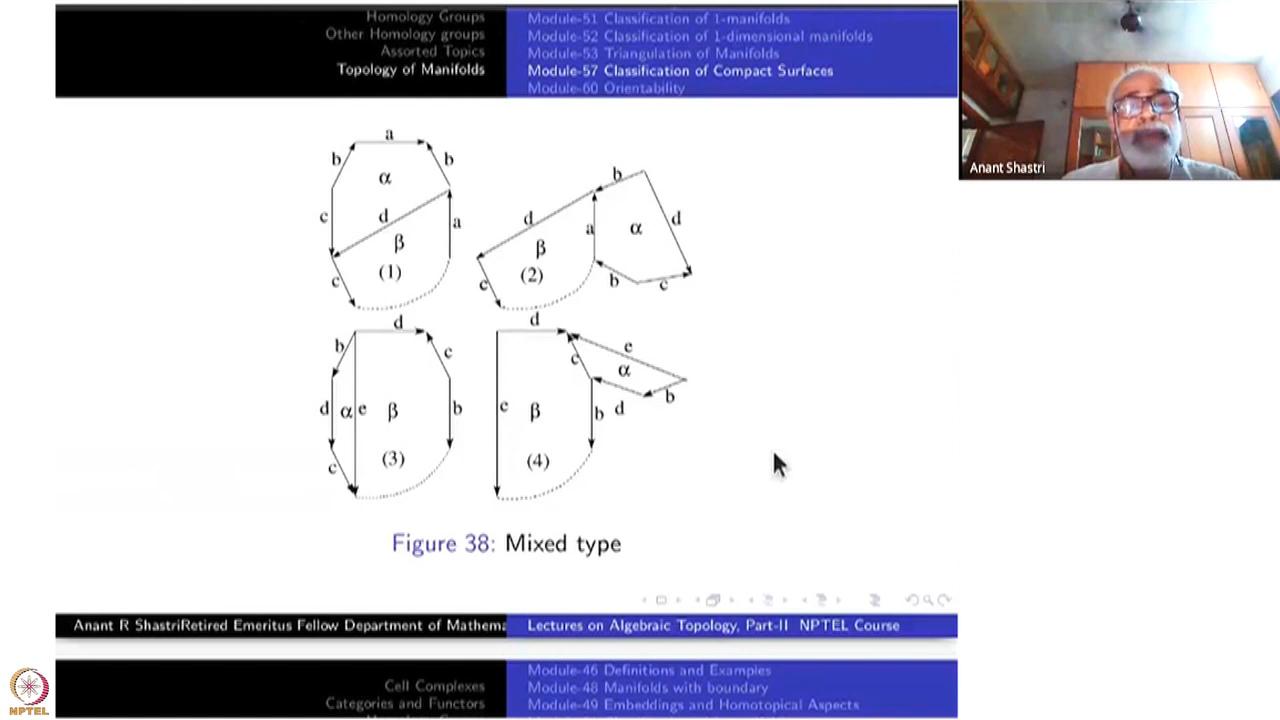 Homology Groups
Other Homology groups
Assorted Topics
Topology of Manifolds
Module-51 Classification of 1-manifolds
Module-52 Classification of 1-dimensional manifolds
Module-53 Triangulation of Manifolds
Module-57 Classification of Compact Surfaces
Module-60 Orientability
Anant Shastri
a
b b
α
c d a
β
c (1)
b
d a α d
β
c (2) b c
d
b c
d α e β b
c (3)
d
c e
α
e β b d b
(4)
Figure 38: Mixed type
Anant R ShastriRetired Emeritus Fellow Department of Mathema
Lectures on Algebraic Topology, Part-II NPTEL Course
Cell Complexes
Categories and Functors
Module-46 Definitions and Examples
Module-48 Manifolds with boundary
Module-49 Embeddings and Homotopical Aspects
NPTEL